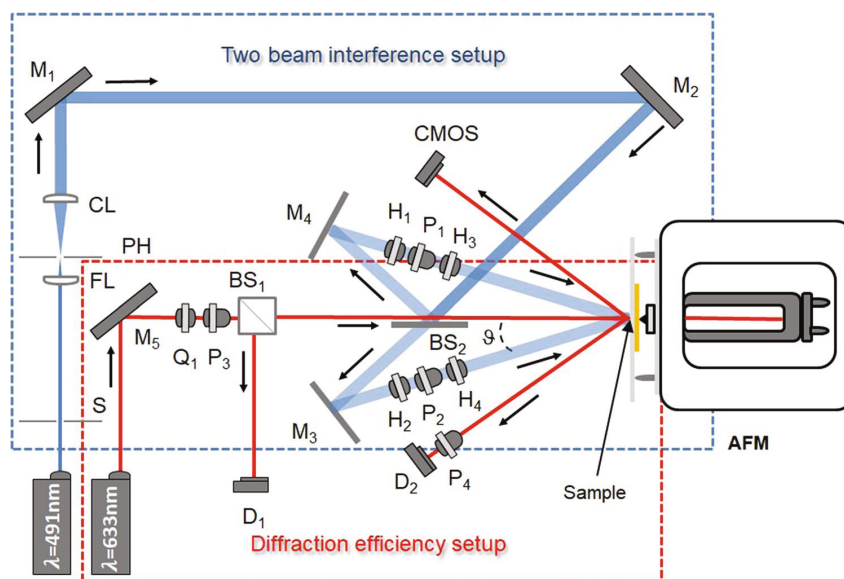 Two beam interference setup
M1
M2
CMOS
CL
M4
H1
P1
H3
PH
FL
BS1
M5
Q1
P3
BS2
ϑ
S
H2
P2
H4
M3
D2
P4
AFM
Sample
D1
λ=491nm
λ=633nm
Diffraction efficiency setup